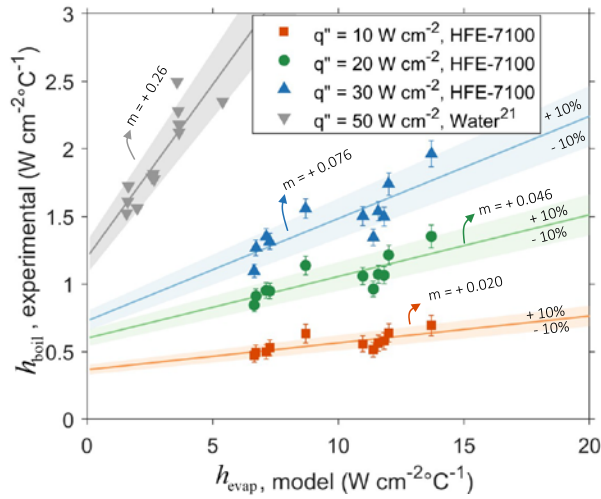 q" = 10 W cm⁻², HFE-7100
q" = 20 W cm⁻², HFE-7100
q" = 30 W cm⁻², HFE-7100
q" = 50 W cm⁻², Water²¹
m = + 0.26
m = + 0.076
+ 10%
- 10%
m = + 0.046
+ 10%
- 10%
m = + 0.020
+ 10%
- 10%
3
2.5
2
1.5
1
0.5
0
0
5
10
15
20
h_boil , experimental (W cm⁻²°C⁻¹)
h_evap, model (W cm⁻²°C⁻¹)